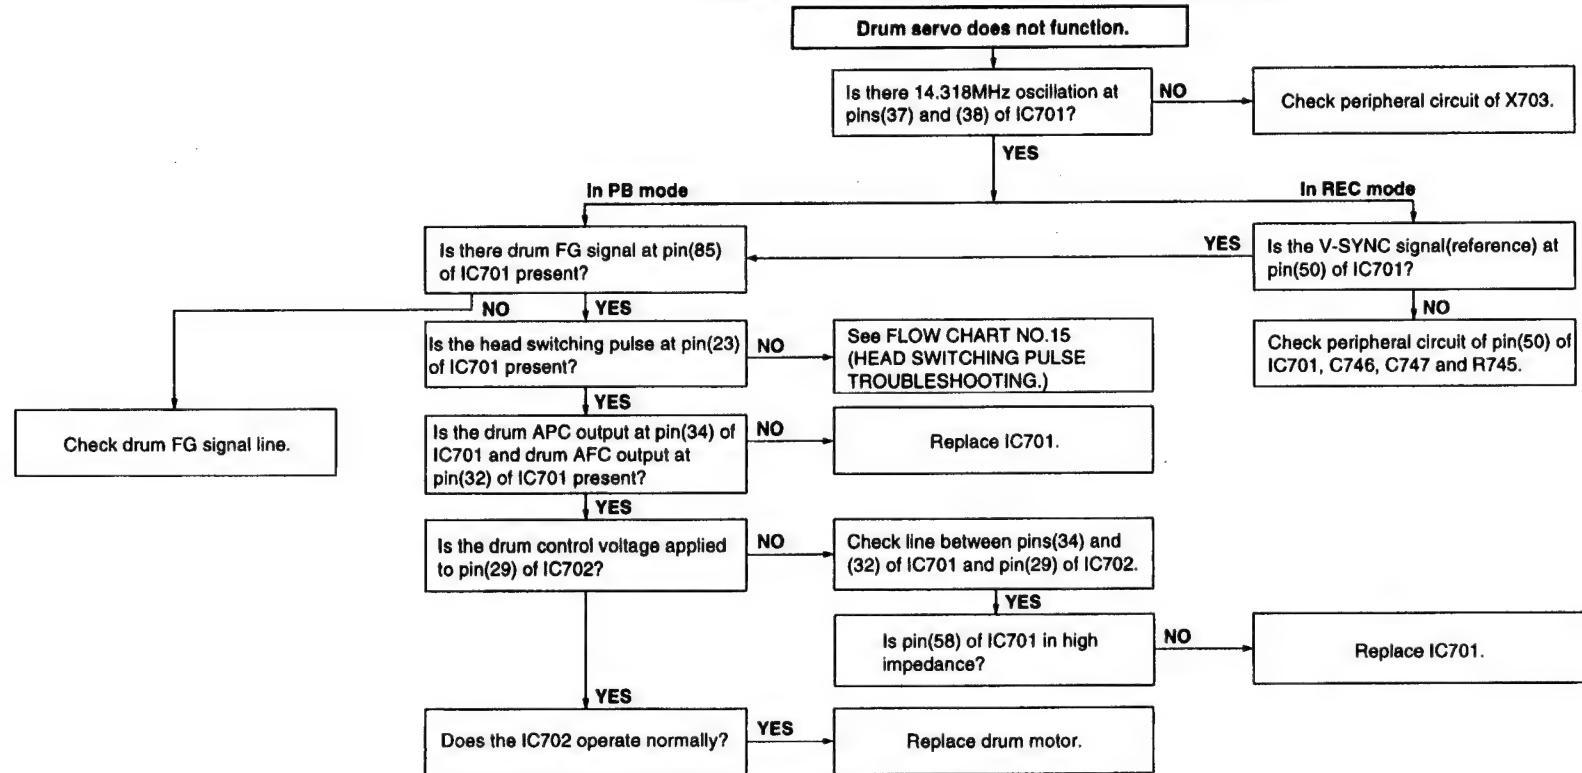 Drum servo does not function.
Is there 14.318MHz oscillation at
pins(37) and (38) of IC701?
NO
Check peripheral circuit of X703.
YES
In PB mode
In REC mode
Is there drum FG signal at pin(85)
of IC701 present?
YES
Is the V-SYNC signal(reference) at
pin(50) of IC701?
NO
YES
NO
Is the head switching pulse at pin(23)
of IC701 present?
NO
See FLOW CHART NO.15
(HEAD SWITCHING PULSE
TROUBLESHOOTING.)
Check peripheral circuit of pin(50) of
IC701, C746, C747 and R745.
YES
Check drum FG signal line.
Is the drum APC output at pin(34) of
IC701 and drum AFC output at
pin(32) of IC701 present?
NO
Replace IC701.
YES
Is the drum control voltage applied
to pin(29) of IC702?
NO
Check line between pins(34) and
(32) of IC701 and pin(29) of IC702.
YES
Is pin(58) of IC701 in high
impedance?
NO
Replace IC701.
YES
Does the IC702 operate normally?
YES
Replace drum motor.